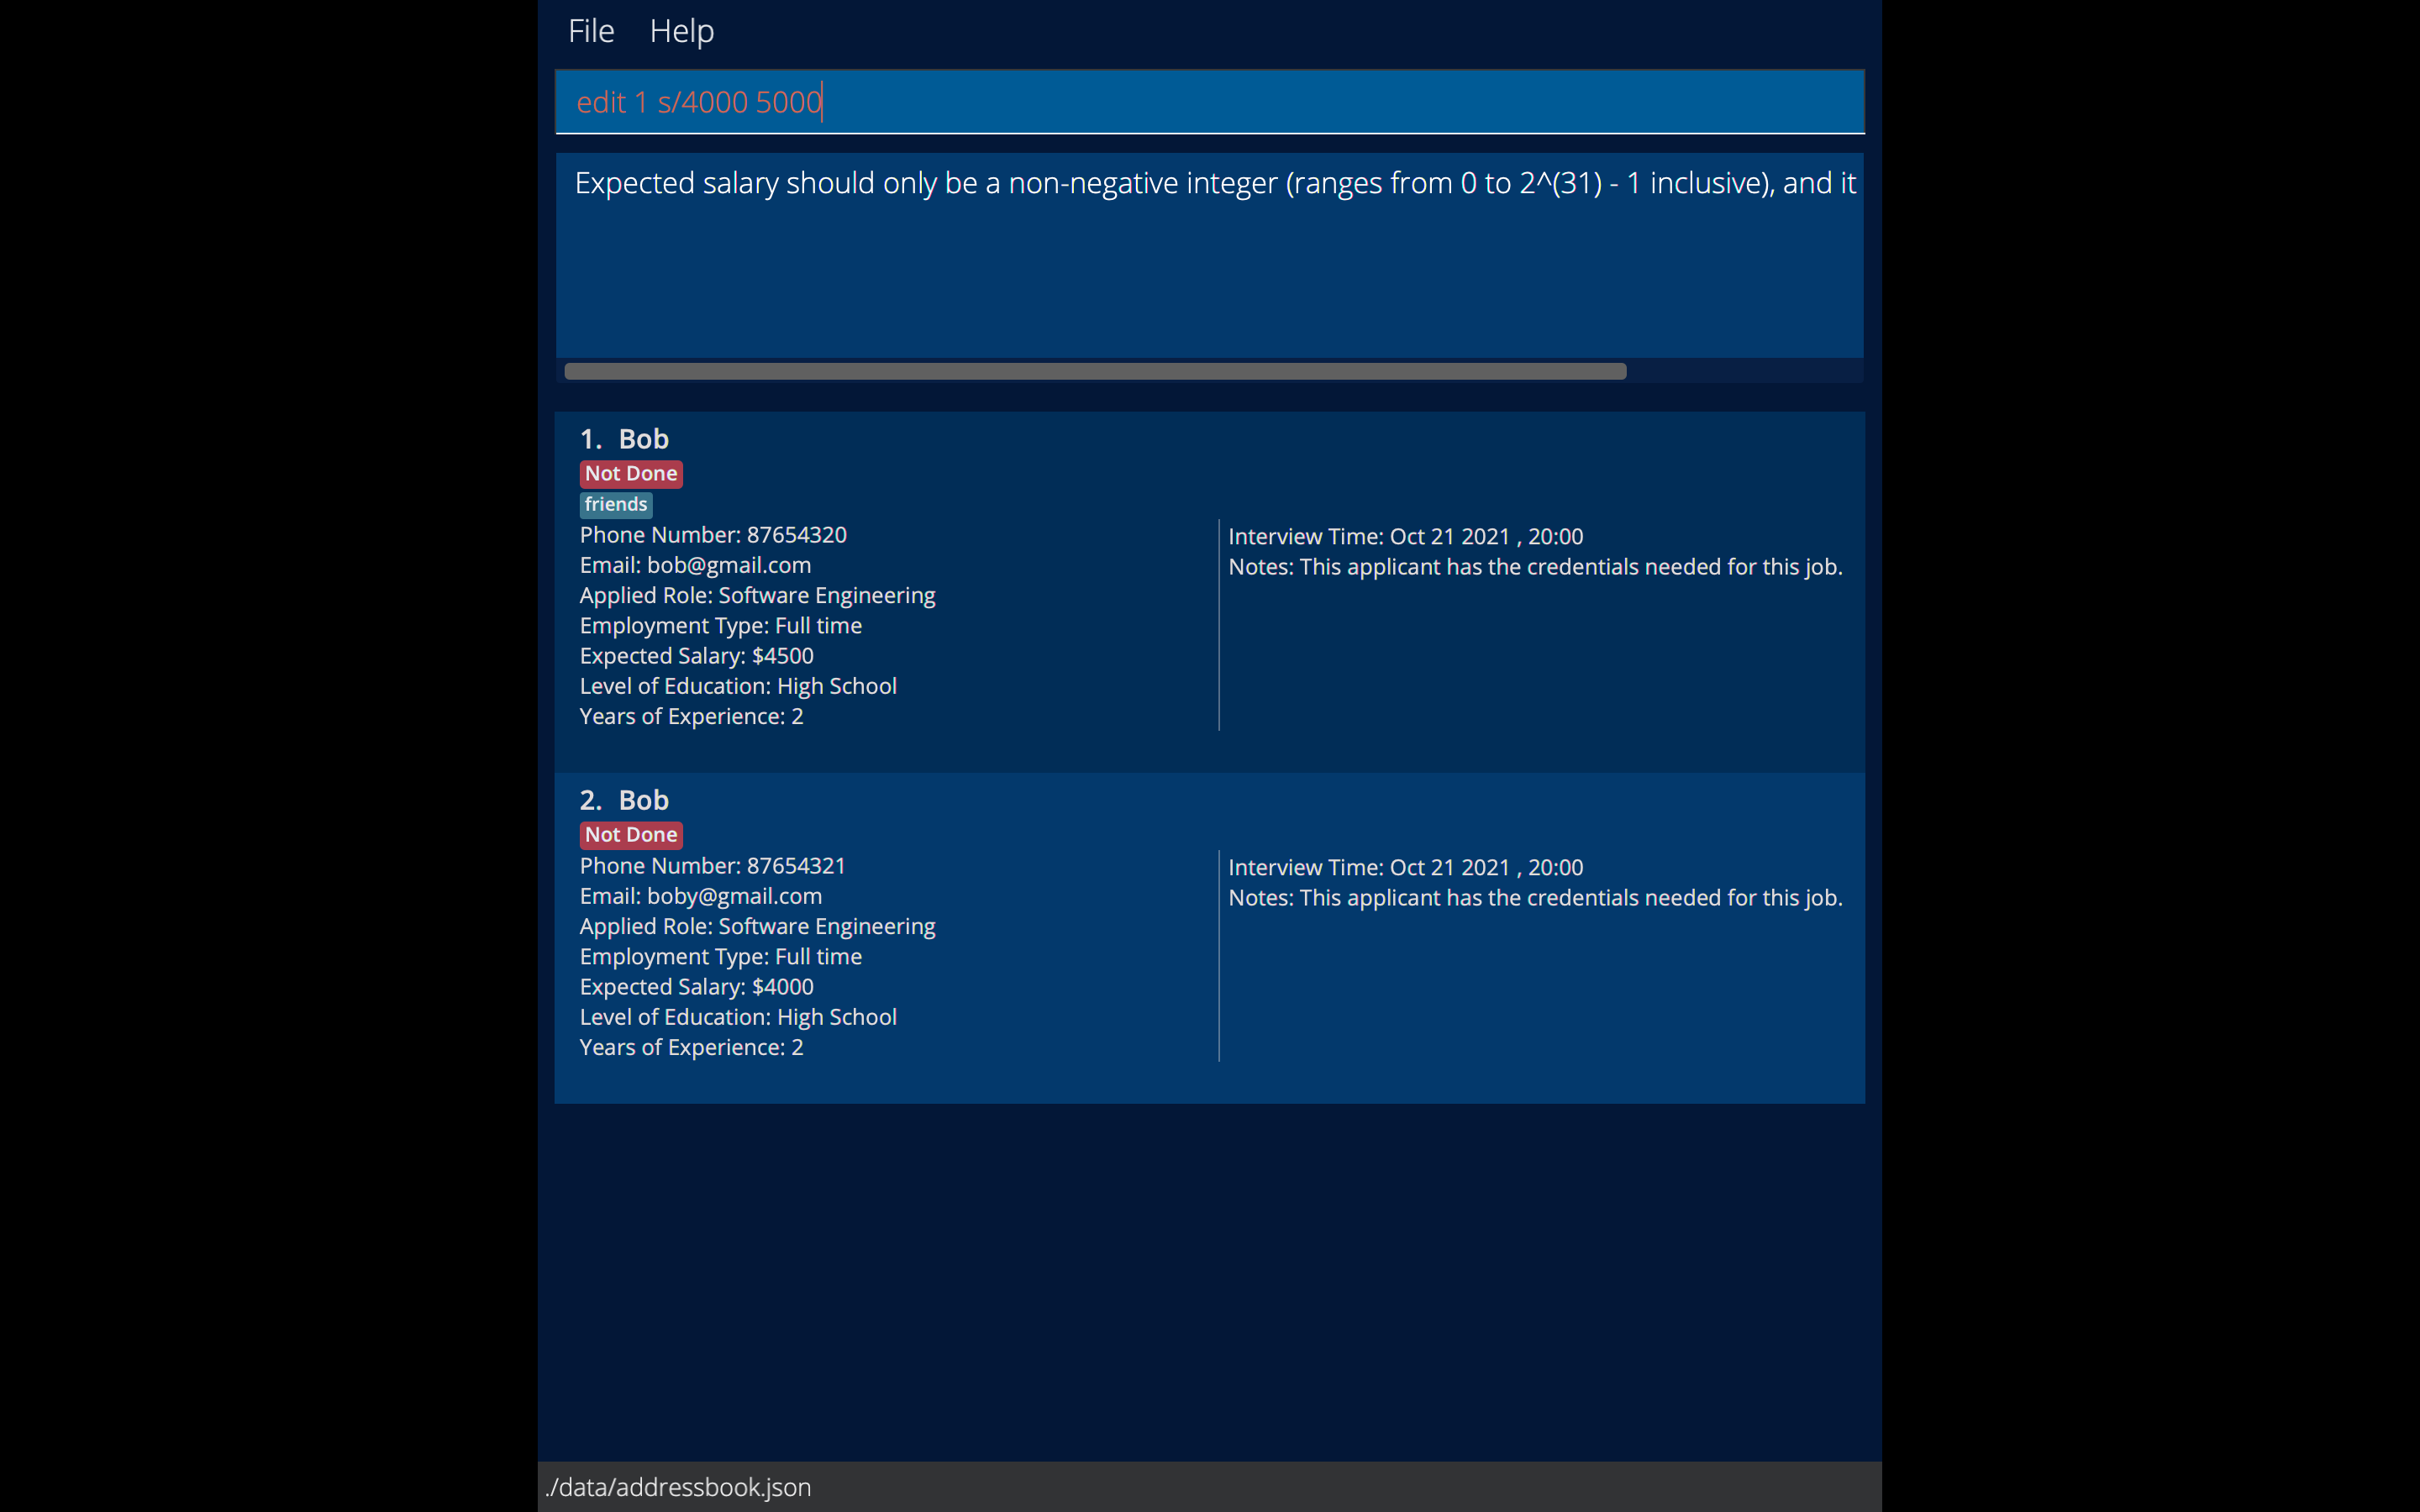 File Help
edit 1 s/4000 5000
Expected salary should only be a non-negative integer (ranges from 0 to 2^(31) - 1 inclusive), and it
1. Bob
Not Done
friends
Phone Number: 87654320
Email: bob@gmail.com
Applied Role: Software Engineering
Employment Type: Full time
Expected Salary: $4500
Level of Education: High School
Years of Experience: 2
Interview Time: Oct 21 2021 , 20:00
Notes: This applicant has the credentials needed for this job.
2. Bob
Not Done
Phone Number: 87654321
Email: boby@gmail.com
Applied Role: Software Engineering
Employment Type: Full time
Expected Salary: $4000
Level of Education: High School
Years of Experience: 2
Interview Time: Oct 21 2021 , 20:00
Notes: This applicant has the credentials needed for this job.
./data/addressbook.json